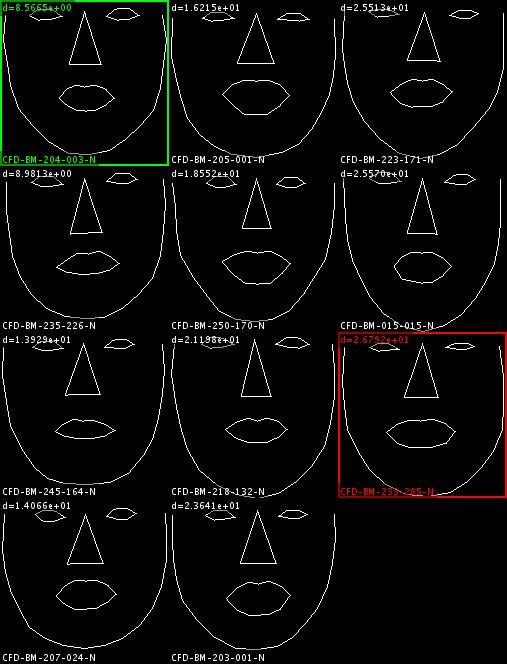 d=8.5665e+00
d=1.6215e+01
d=2.5513e+01
CFD-BM-204-003-N
CFD-BM-205-001-N
CFD-BM-223-171-N
d=8.9813e+00
d=1.8552e+01
d=2.5570e+01
CFD-BM-235-226-N
CFD-BM-250-170-N
CFD-BM-015-015-N
d=1.3929e+01
d=2.1198e+01
d=2.6792e+01
CFD-BM-245-164-N
CFD-BM-218-132-N
CFD-BM-233-285-N
d=1.4066e+01
d=2.3641e+01
CFD-BM-207-024-N
CFD-BM-203-001-N